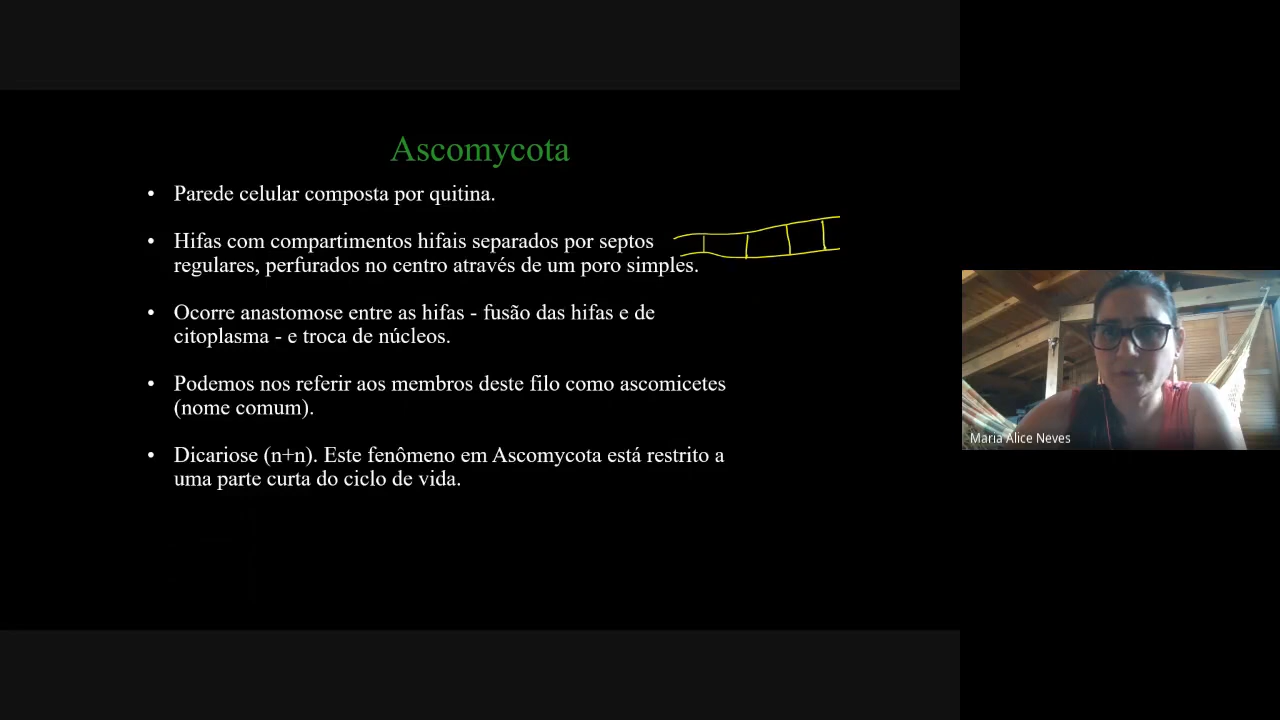 Ascomycota
• Parede celular composta por quitina.
• Hifas com compartimentos hifais separados por septos
regulares, perfurados no centro através de um poro simples.
• Ocorre anastomose entre as hifas - fusão das hifas e de
citoplasma - e troca de núcleos.
• Podemos nos referir aos membros deste filo como ascomicetes
(nome comum).
• Dicariose (n+n). Este fenômeno em Ascomycota está restrito a
uma parte curta do ciclo de vida.
Maria Alice Neves